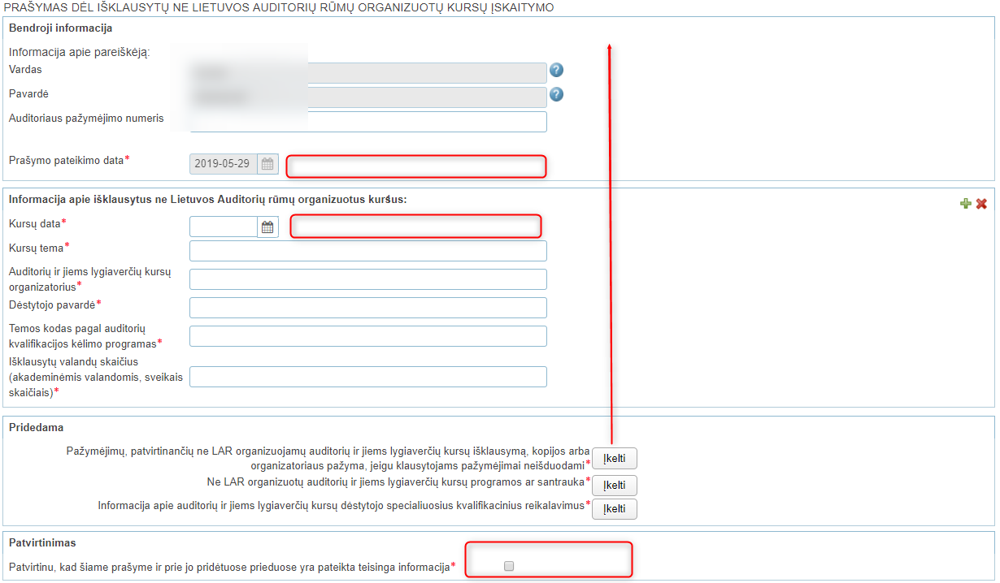 PRAŠYMAS DĖL IŠKLAUSYTŲ NE LIETUVOS AUDITORIŲ RŪMŲ ORGANIZUOTŲ KURSŲ ĮSKAITYMO
Bendroji informacija
Informacija apie pareiškėją:
Vardas
Pavardė
Auditoriaus pažymėjimo numeris
Prašymo pateikimo data* 2019-05-29
Informacija apie išklausytus ne Lietuvos Auditorių rūmų organizuotus kursus:
Kursų data*
Kursų tema*
Auditorių ir jiems lygiaverčių kursų
organizatorius*
Dėstytojo pavardė*
Temos kodas pagal auditorių
kvalifikacijos kėlimo programas*
Išklausytų valandų skaičius
(akademinėmis valandomis, sveikais
skaičiais)*
Pridedama
Pažymėjimų, patvirtinančių ne LAR organizuojamų auditorių ir jiems lygiaverčių kursų išklausymą, kopijos arba
organizatoriaus pažyma, jeigu klausytojams pažymėjimai neišduodami* Įkelti
Ne LAR organizuotų auditorių ir jiems lygiaverčių kursų programos ar santrauka* Įkelti
Informacija apie auditorių ir jiems lygiaverčių kursų dėstytojo specialiuosius kvalifikacinius reikalavimus* Įkelti
Patvirtinimas
Patvirtinu, kad šiame prašyme ir prie jo pridėtuose prieduose yra pateikta teisinga informacija*